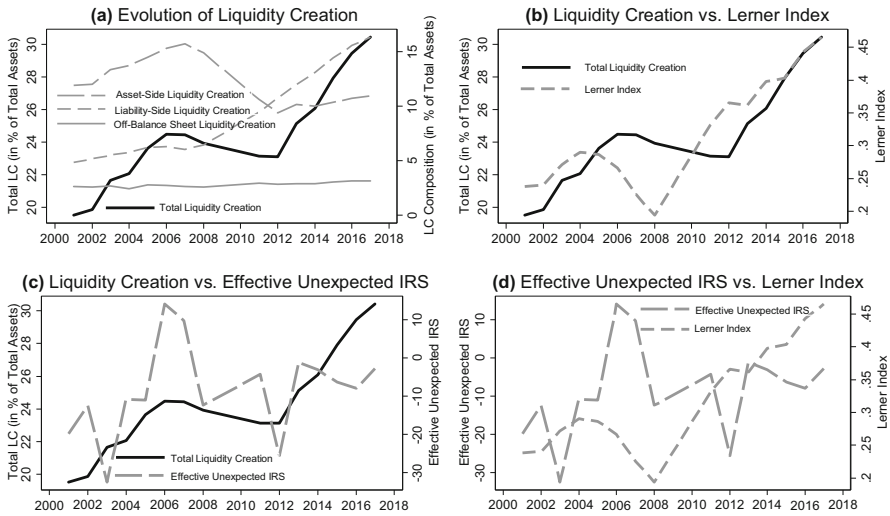 (a) Evolution of Liquidity Creation
Total LC (in % of Total Assets)
30
28
26
24
22
20
Asset-Side Liquidity Creation
Liability-Side Liquidity Creation
Off-Balance Sheet Liquidity Creation
Total Liquidity Creation
15
10
5
0
LC Composition (in % of Total Assets)
2000 2002 2004 2006 2008 2010 2012 2014 2016 2018
(b) Liquidity Creation vs. Lerner Index
Total LC (in % of Total Assets)
30
28
26
24
22
20
Total Liquidity Creation
Lerner Index
.45
.4
.35
.3
.25
.2
Lerner Index
2000 2002 2004 2006 2008 2010 2012 2014 2016 2018
(c) Liquidity Creation vs. Effective Unexpected IRS
Total LC (in % of Total Assets)
30
28
26
24
22
20
Total Liquidity Creation
Effective Unexpected IRS
10
0
-10
-20
-30
Effective Unexpected IRS
2000 2002 2004 2006 2008 2010 2012 2014 2016 2018
(d) Effective Unexpected IRS vs. Lerner Index
Effective Unexpected IRS
10
0
-10
-20
-30
Effective Unexpected IRS
Lerner Index
.45
.4
.35
.3
.25
.2
Lerner Index
2000 2002 2004 2006 2008 2010 2012 2014 2016 2018